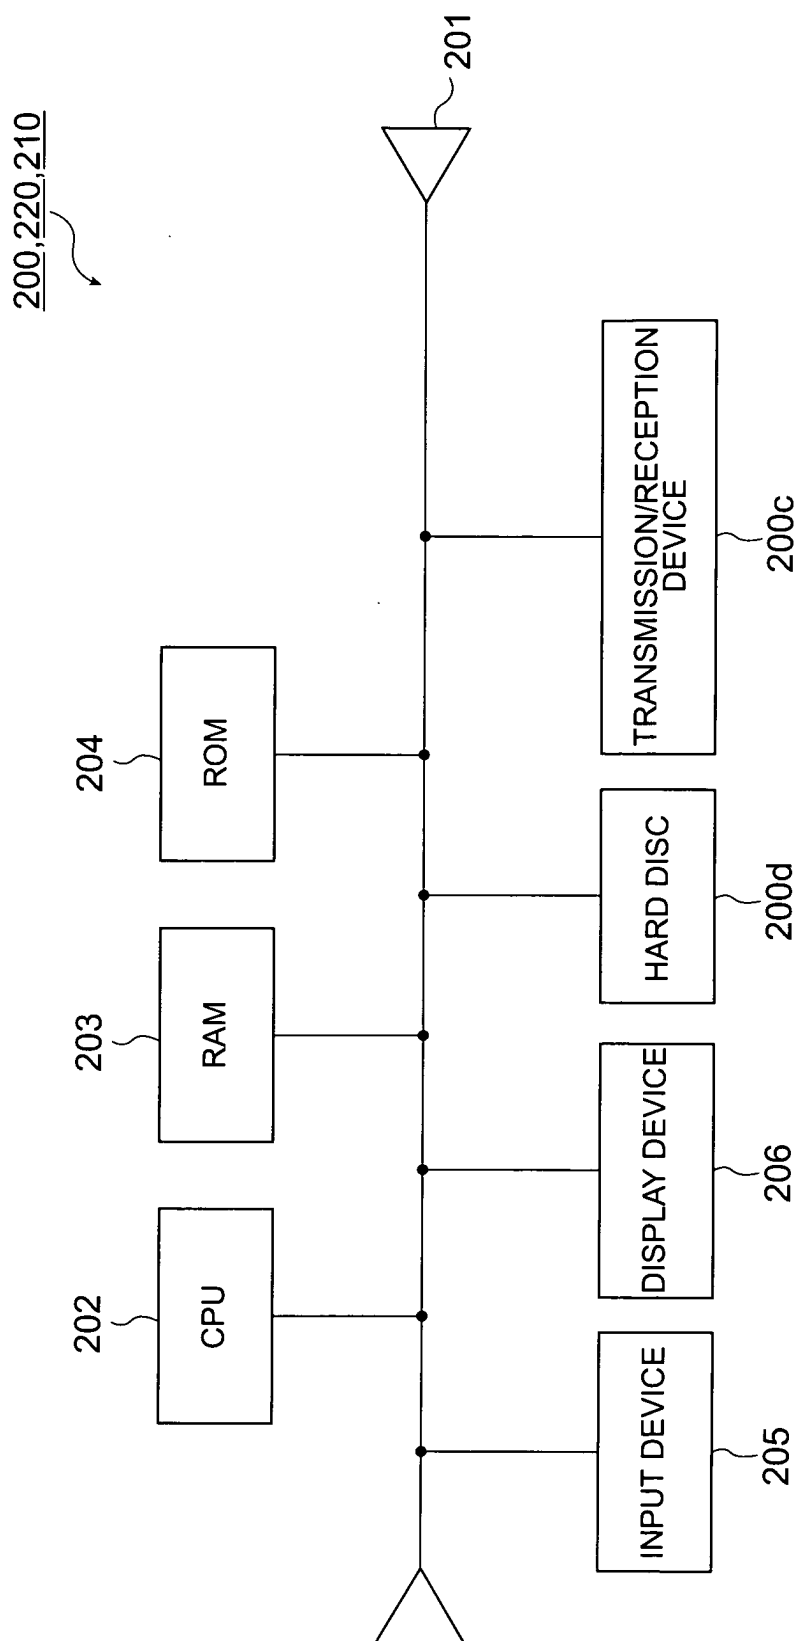 200,220,210
201
202
CPU
203
RAM
204
ROM
INPUT DEVICE
205
DISPLAY DEVICE
206
HARD DISC
200d
TRANSMISSION/RECEPTION
DEVICE
200c